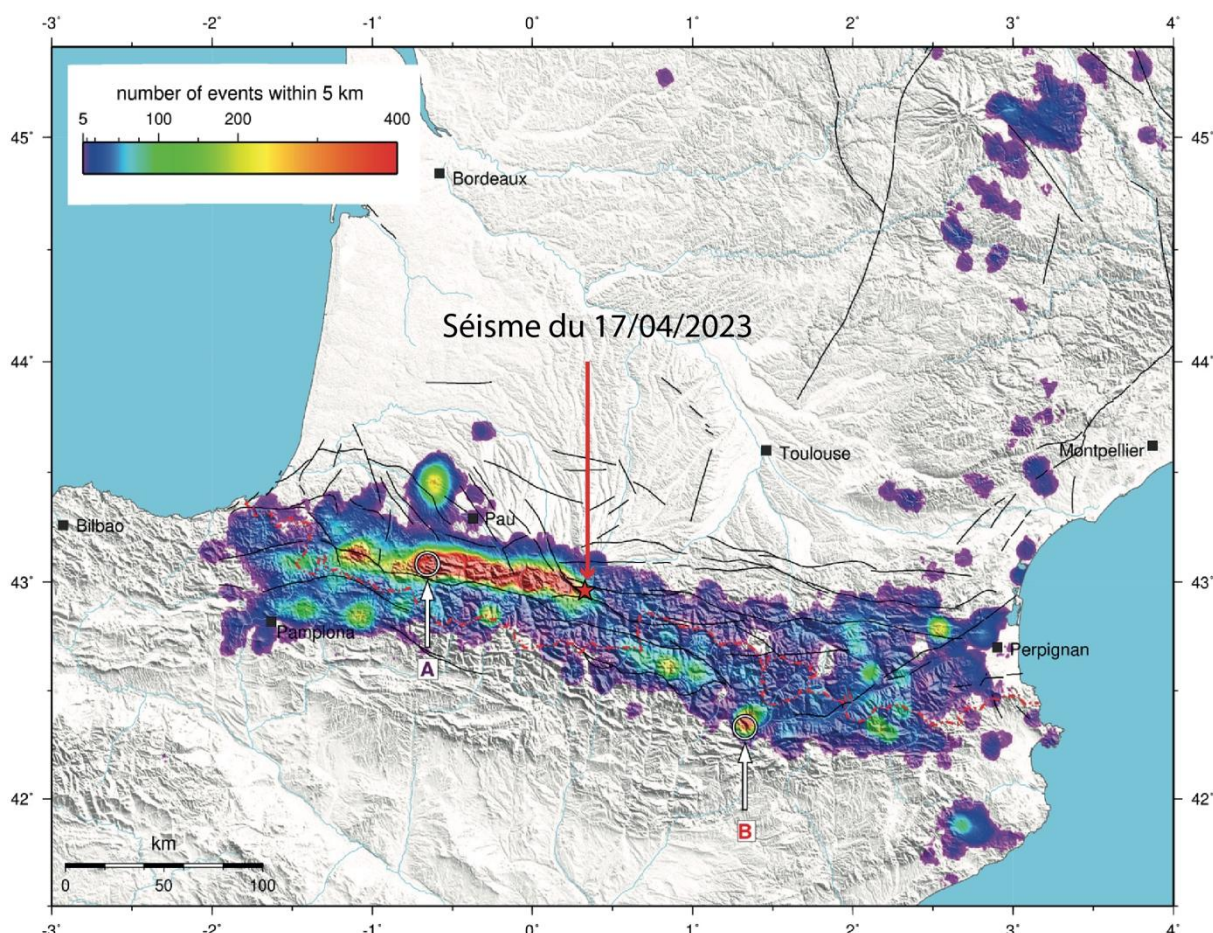 -3° -2° -1° 0° 1° 2° 3° 4°
number of events within 5 km
5 100 200 400
45° 45°
Bordeaux
44° 44°
Séisme du 17/04/2023
Toulouse
Montpellier
Bilbao
Pau
43° 43°
Pamplona
Perpignan
A
B
42° 42°
km
0 50 100
-3° -2° -1° 0° 1° 2° 3° 4°